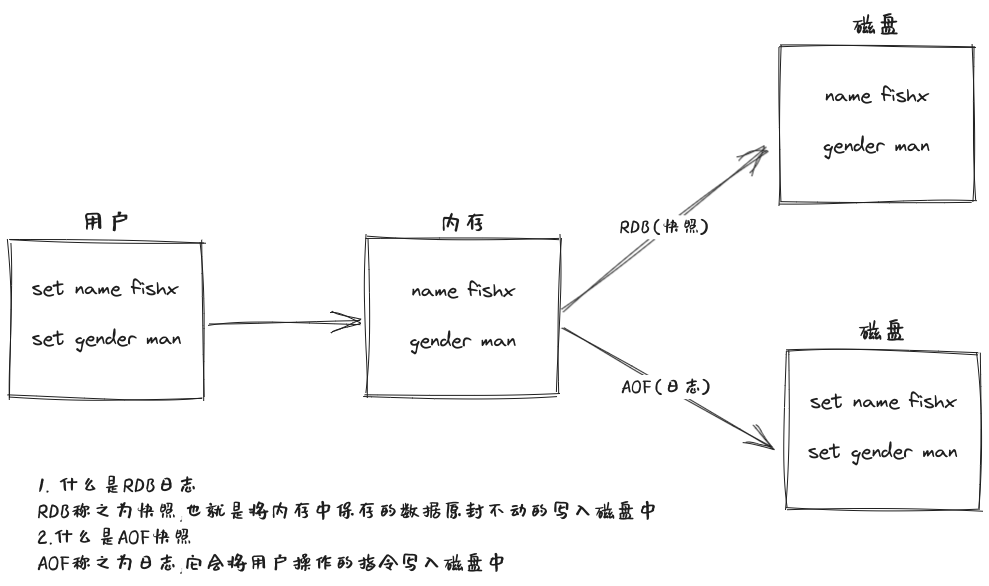 磁盘
name fishx
gender man
用户
set name fishx
set gender man
内存
name fishx
gender man
RDB(快照)
AOF(日志)
磁盘
set name fishx
set gender man
1. 什么是RDB日志
RDB称之为快照,也就是将内存中保存的数据原封不动的写入磁盘中
2.什么是AOF快照
AOF称之为日志,它会将用户操作的指令写入磁盘中